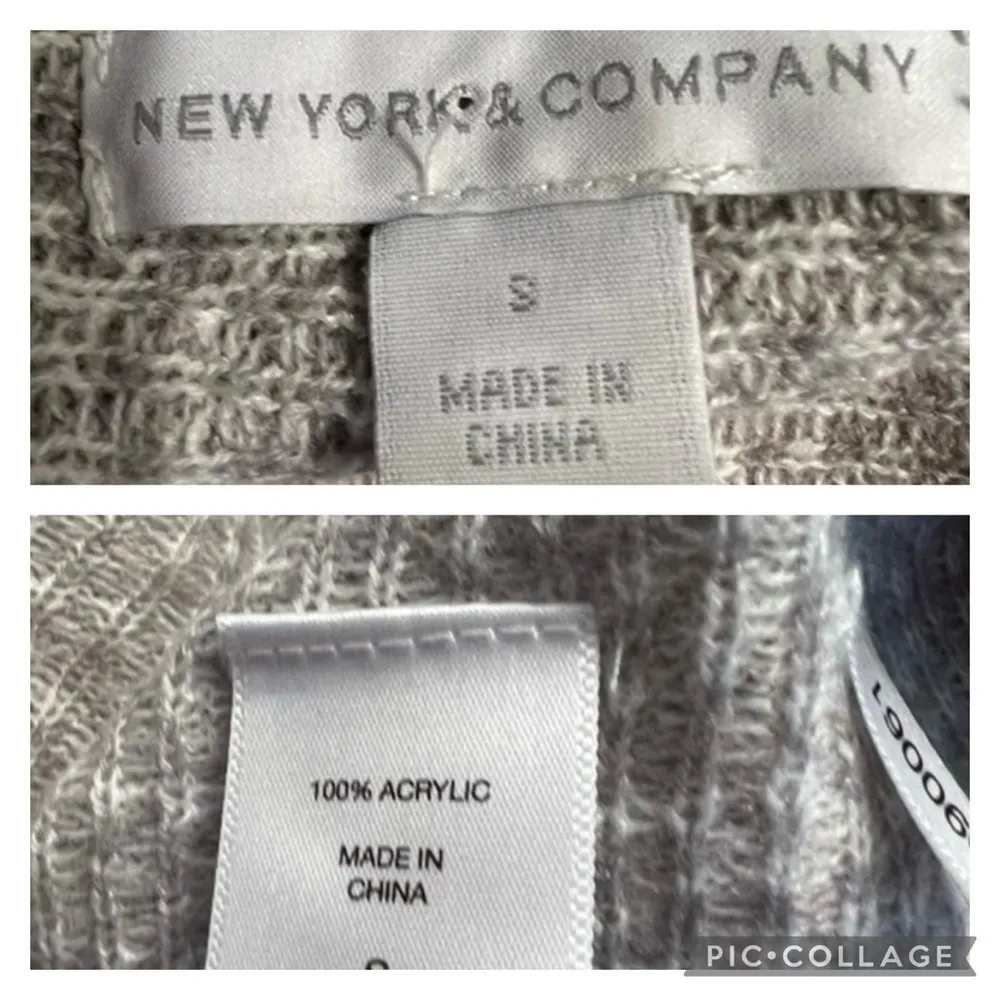 NEW YORK & COMPANY
S
MADE IN
CHINA
100% ACRYLIC
MADE IN
CHINA
PIC•COLLAGE